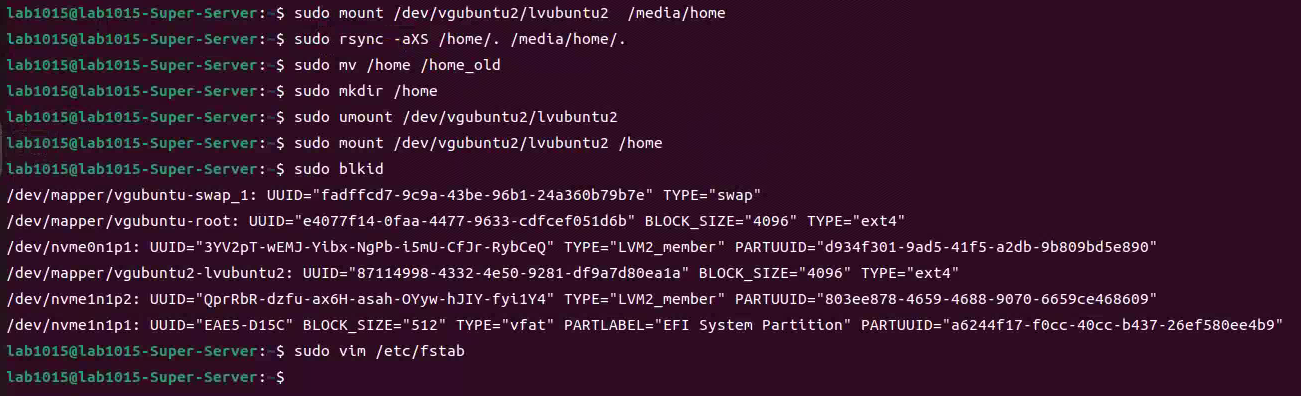 lab1015@lab1015-Super-Server:~$ sudo mount /dev/vgubuntu2/lvubuntu2  /media/home
lab1015@lab1015-Super-Server:~$ sudo rsync -aXS /home/. /media/home/.
lab1015@lab1015-Super-Server:~$ sudo mv /home /home_old
lab1015@lab1015-Super-Server:~$ sudo mkdir /home
lab1015@lab1015-Super-Server:~$ sudo umount /dev/vgubuntu2/lvubuntu2
lab1015@lab1015-Super-Server:~$ sudo mount /dev/vgubuntu2/lvubuntu2 /home
lab1015@lab1015-Super-Server:~$ sudo blkid
/dev/mapper/vgubuntu-swap_1: UUID="fadffcd7-9c9a-43be-96b1-24a360b79b7e" TYPE="swap"
/dev/mapper/vgubuntu-root: UUID="e4077f14-0faa-4477-9633-cdfcef051d6b" BLOCK_SIZE="4096" TYPE="ext4"
/dev/nvme0n1p1: UUID="3YV2pT-wEMJ-Yibx-NgPb-i5mU-CfJr-RybCeQ" TYPE="LVM2_member" PARTUUID="d934f301-9ad5-41f5-a2db-9b809bd5e890"
/dev/mapper/vgubuntu2-lvubuntu2: UUID="87114998-4332-4e50-9281-df9a7d80ea1a" BLOCK_SIZE="4096" TYPE="ext4"
/dev/nvme1n1p2: UUID="QprRbR-dzfu-ax6H-asah-OYyw-hJIY-fyi1Y4" TYPE="LVM2_member" PARTUUID="803ee878-4659-4688-9070-6659ce468609"
/dev/nvme1n1p1: UUID="EAE5-D15C" BLOCK_SIZE="512" TYPE="vfat" PARTLABEL="EFI System Partition" PARTUUID="a6244f17-f0cc-40cc-b437-26ef580ee4b9"
lab1015@lab1015-Super-Server:~$ sudo vim /etc/fstab
lab1015@lab1015-Super-Server:~$